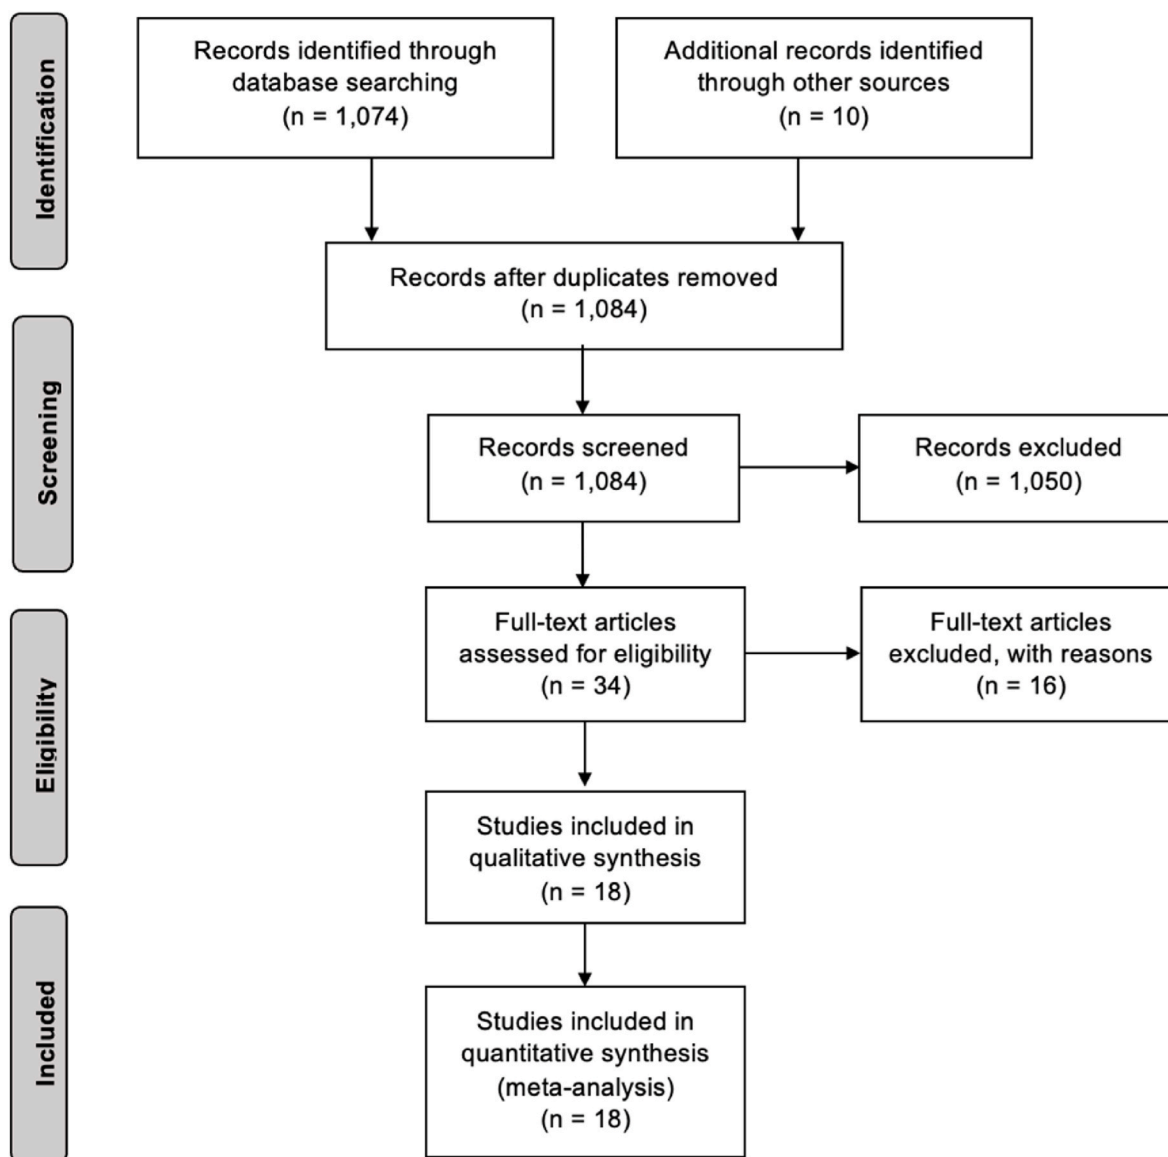 Identification
Records identified through
database searching
(n = 1,074)
Additional records identified
through other sources
(n = 10)
Records after duplicates removed
(n = 1,084)
Screening
Records screened
(n = 1,084)
Records excluded
(n = 1,050)
Eligibility
Full-text articles
assessed for eligibility
(n = 34)
Full-text articles
excluded, with reasons
(n = 16)
Studies included in
qualitative synthesis
(n = 18)
Included
Studies included in
quantitative synthesis
(meta-analysis)
(n = 18)